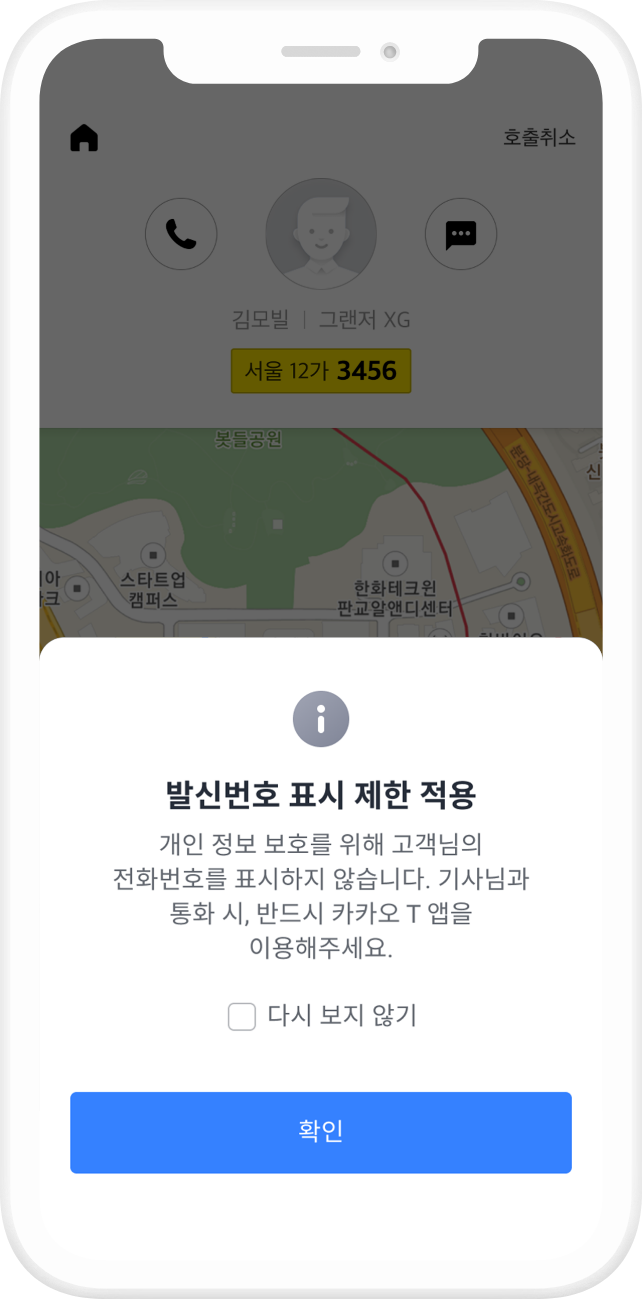 호출취소
김모빌 | 그랜저 XG
서울 12가 3456
봇들공원
분당-내곡간도시고속화도로
신
스타트업
캠퍼스
한화테크윈
판교알앤디센터
발신번호 표시 제한 적용
개인 정보 보호를 위해 고객님의
전화번호를 표시하지 않습니다. 기사님과
통화 시, 반드시 카카오 T 앱을
이용해주세요.
다시 보지 않기
확인